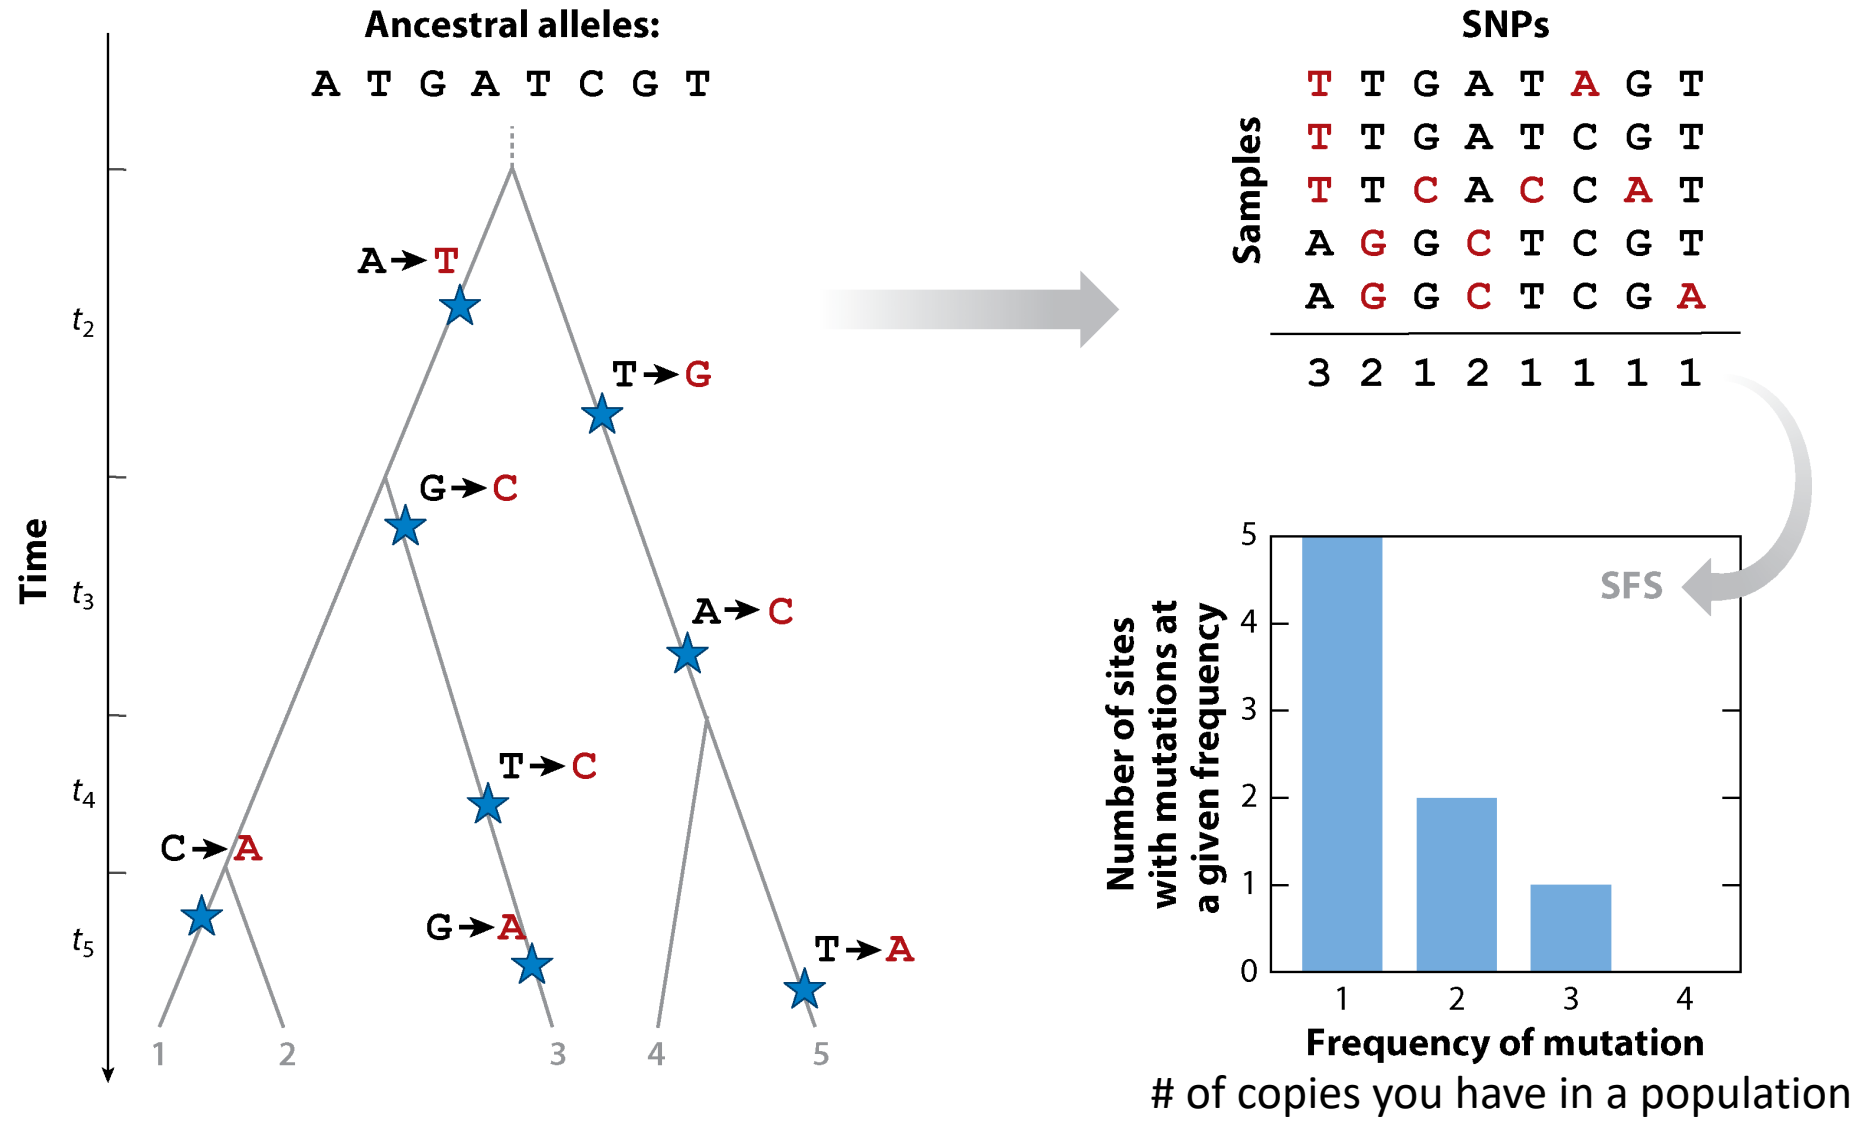 Ancestral alleles:
A T G A T C G T
A→T
t2
T→G
G→C
Time
t3
A→C
T→C
t4
C→A
G→A
t5
T→A
1 2 3 4 5
SNPs
Samples
T T G A T A G T
T T G A T C G T
T T C A C C A T
A G G C T C G T
A G G C T C G A
3 2 1 2 1 1 1 1
SFS
Number of sites
with mutations at
a given frequency
5
4
3
2
1
0
1 2 3 4
Frequency of mutation
# of copies you have in a population